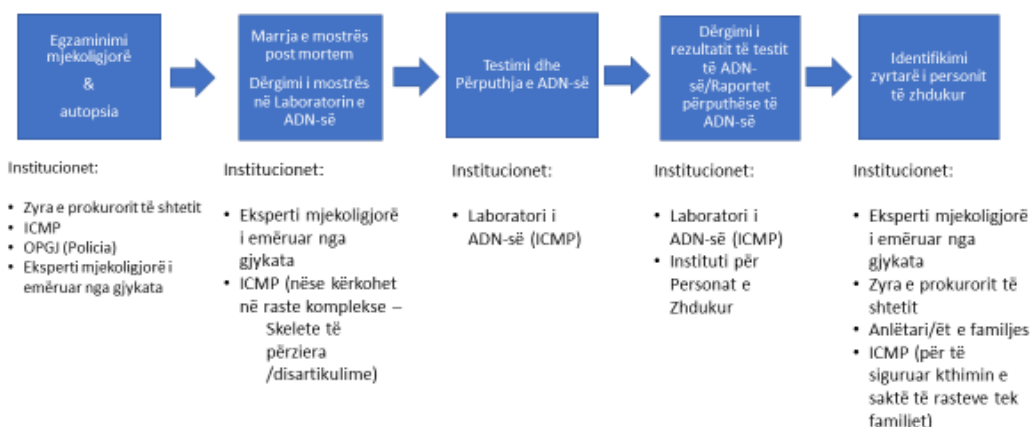 Egzaminimi
mjekoligjorë
&
autopsia
Marrja e mostrës
post mortem
Dërgimi i mostrës
në Laboratorin e
ADN-së
Testimi dhe
Përputhja e ADN-së
Dërgimi i
rezultatit të testit
të ADN-
së/Raportet
përputhëse të
ADN-së
Identifikimi
zyrtarë i personit
të zhdukur
Institucionet:
• Zyra e prokurorit të shtetit
• ICMP
• OPGJ (Policia)
• Eksperti mjekoligjorë i
emëruar nga gjykata
Institucionet:
• Eksperti mjekoligjorë
i emëruar nga
gjykata
• ICMP (nëse kërkohet
në raste komplekse –
Skelete të
përziera
/disartikulime)
Institucionet:
• Laboratori i
ADN-së (ICMP)
Institucionet:
• Laboratori i
ADN-së (ICMP)
• Instituti për
Personat e
Zhdukur
Institucionet:
• Eksperti mjekoligjorë
i emëruar nga
gjykata
• Zyra e prokurorit të
shtetit
• Anlëtari/ët e familjes
• ICMP (për të
siguruar kthimin e
saktë të rasteve tek
familjet)